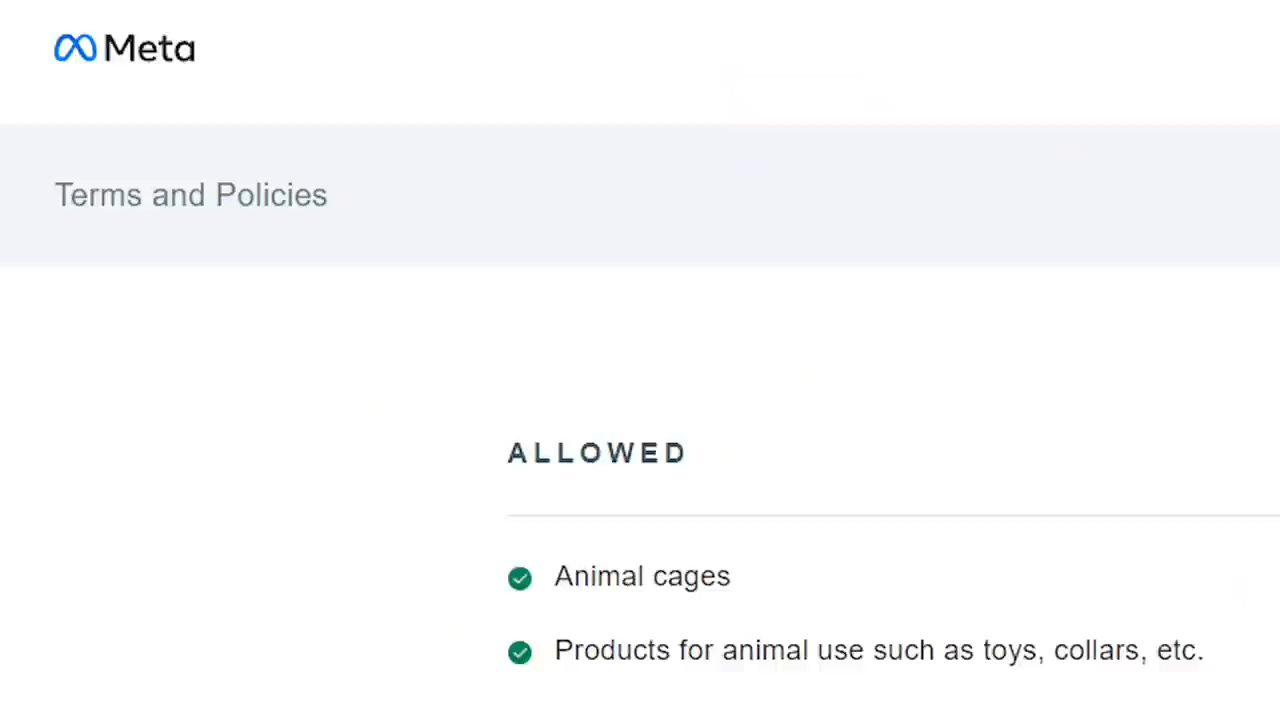 Meta
Terms and Policies
ALLOWED
Animal cages
Products for animal use such as toys, collars, etc.